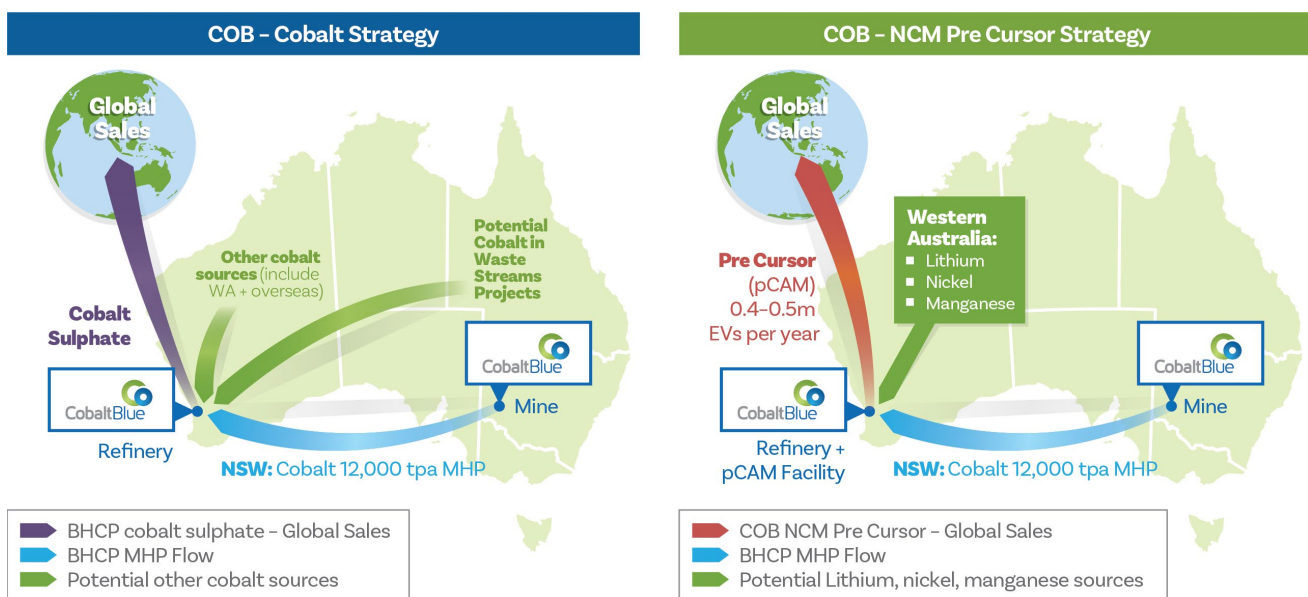 COB – Cobalt Strategy
Global
Sales
Potential
Cobalt in
Waste
Streams
Projects
Other cobalt
sources (include
WA + overseas)
Cobalt
Sulphate
CobaltBlue
CobaltBlue
Mine
Refinery
NSW: Cobalt 12,000 tpa MHP
BHCP cobalt sulphate – Global Sales
BHCP MHP Flow
Potential other cobalt sources
COB – NCM Pre Cursor Strategy
Global
Sales
Western
Australia:
Lithium
Nickel
Manganese
Pre Cursor
(pCAM)
0.4–0.5m
EVs per year
CobaltBlue
CobaltBlue
Mine
Refinery +
pCAM Facility
NSW: Cobalt 12,000 tpa MHP
COB NCM Pre Cursor – Global Sales
BHCP MHP Flow
Potential Lithium, nickel, manganese sources